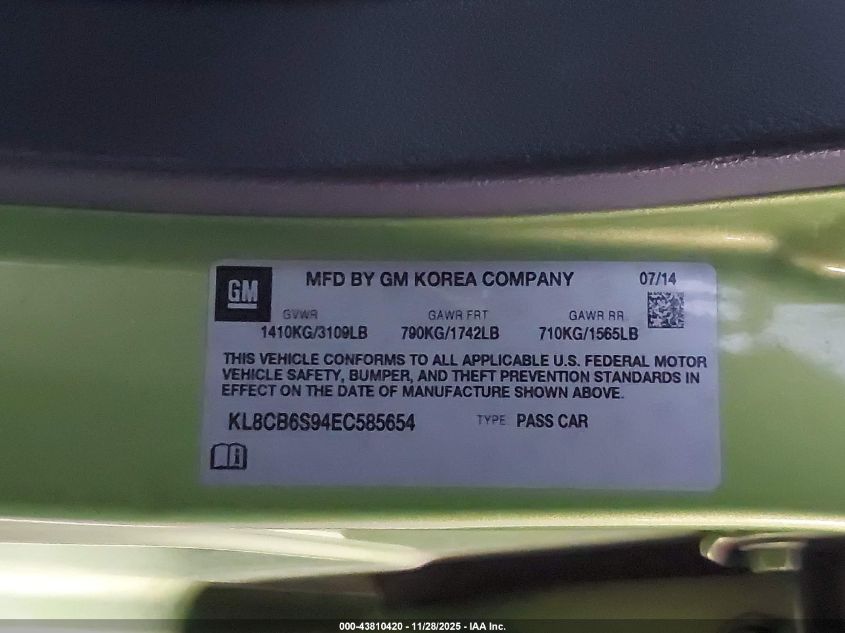 GM
MFD BY GM KOREA COMPANY 07/14
GVWR GAWR FRT GAWR RR
1410KG/3109LB 790KG/1742LB 710KG/1565LB
THIS VEHICLE CONFORMS TO ALL APPLICABLE U.S. FEDERAL MOTOR
VEHICLE SAFETY, BUMPER, AND THEFT PREVENTION STANDARDS IN
EFFECT ON THE DATE OF MANUFACTURE SHOWN ABOVE.
KL8CB6S94EC585654 TYPE PASS CAR
000-43810420 - 11/28/2025 - IAA Inc.